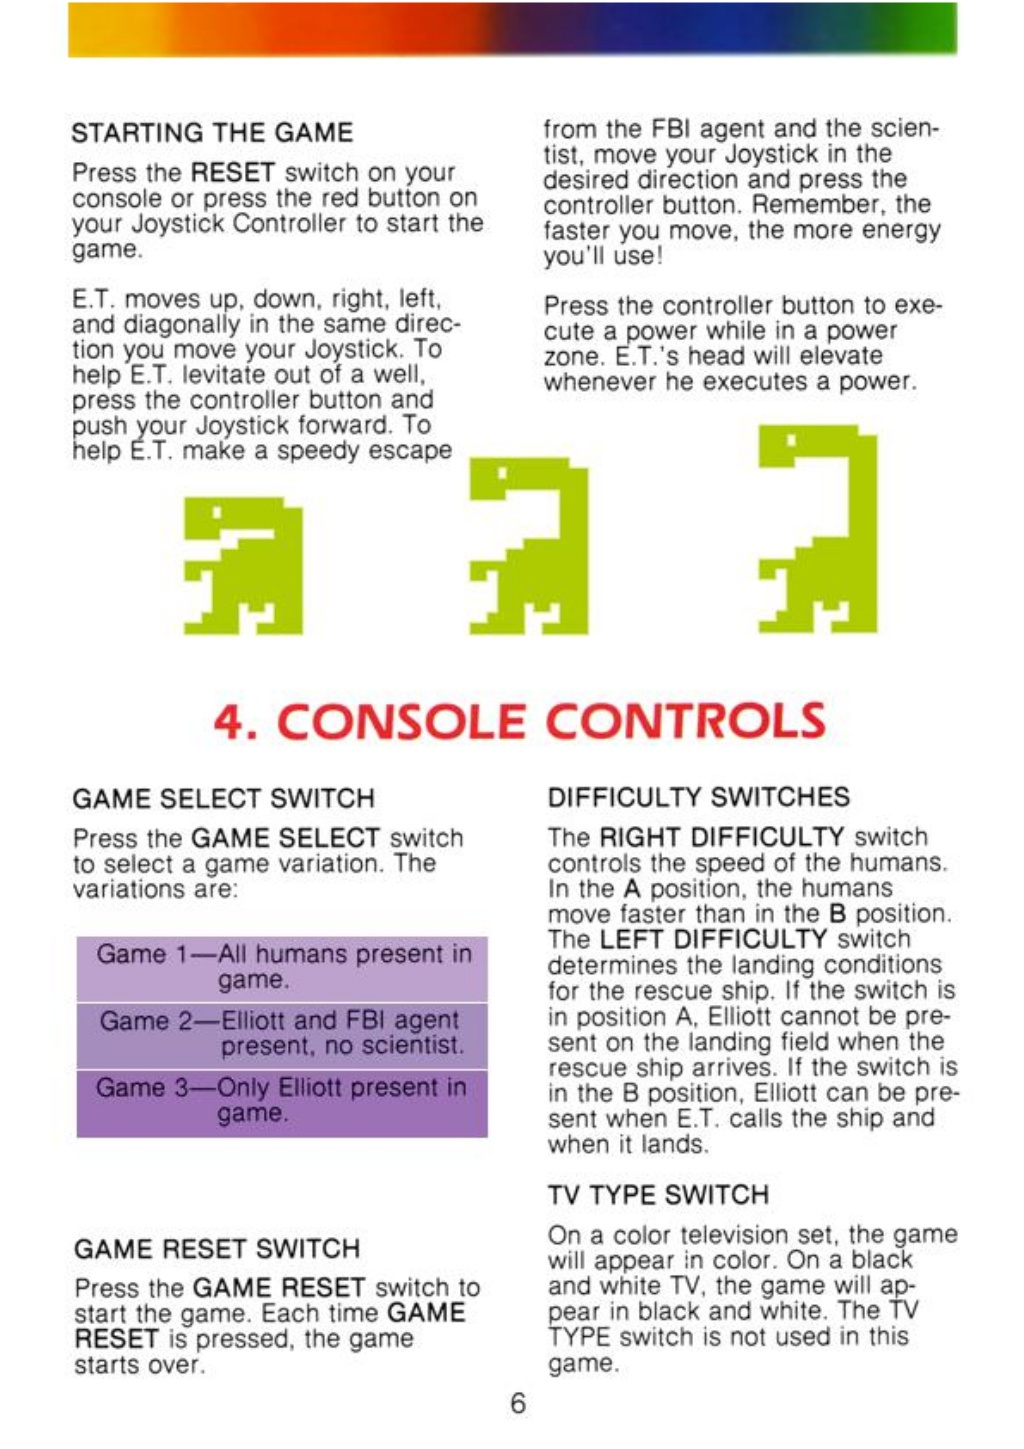 STARTING THE GAME
Press the RESET switch on your
console or press the red button on
your Joystick Controller to start the
game.
E.T. moves up, down, right, left,
and diagonally in the same direc-
tion you move your Joystick. To
help E.T. levitate out of a well,
press the controller button and
push your Joystick forward. To
help E.T. make a speedy escape
from the FBI agent and the scien-
tist, move your Joystick in the
desired direction and press the
controller button. Remember, the
faster you move, the more energy
you'll use!
Press the controller button to exe-
cute a power while in a power
zone. E.T.'s head will elevate
whenever he executes a power.
4. CONSOLE CONTROLS
GAME SELECT SWITCH
Press the GAME SELECT switch
to select a game variation. The
variations are:
Game 1—All humans present in
game.
Game 2—Elliott and FBI agent
present, no scientist.
Game 3—Only Elliott present in
game.
GAME RESET SWITCH
Press the GAME RESET switch to
start the game. Each time GAME
RESET is pressed, the game
starts over.
DIFFICULTY SWITCHES
The RIGHT DIFFICULTY switch
controls the speed of the humans.
In the A position, the humans
move faster than in the B position.
The LEFT DIFFICULTY switch
determines the landing conditions
for the rescue ship. If the switch is
in position A, Elliott cannot be pre-
sent on the landing field when the
rescue ship arrives. If the switch is
in the B position, Elliott can be pre-
sent when E.T. calls the ship and
when it lands.
TV TYPE SWITCH
On a color television set, the game
will appear in color. On a black
and white TV, the game will ap-
pear in black and white. The TV
TYPE switch is not used in this
game.
6